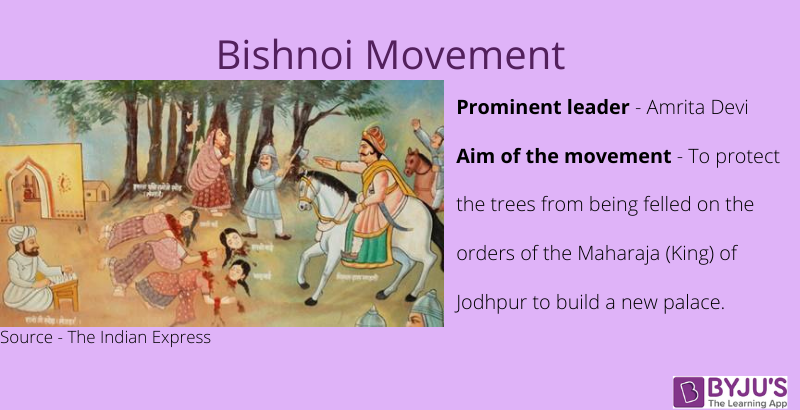 Bishnoi Movement
Prominent leader - Amrita Devi
Aim of the movement - To protect
the trees from being felled on the
orders of the Maharaja (King) of
Jodhpur to build a new palace.
Source - The Indian Express
BYJU'S
The Learning App